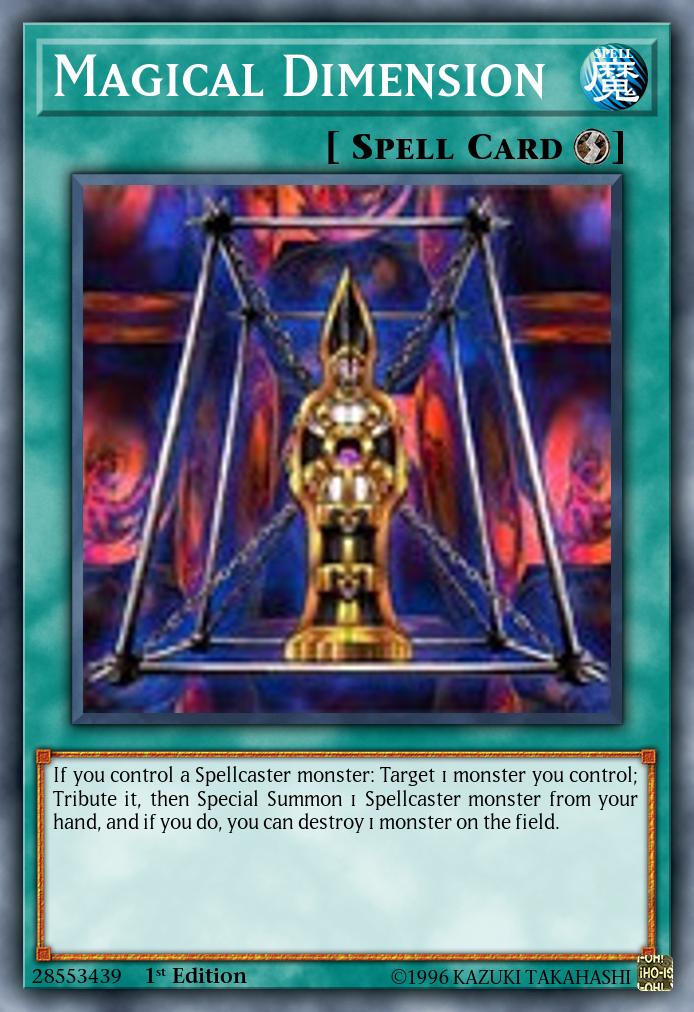 MAGICAL DIMENSION
SPELL
魔
[ SPELL CARD ]
If you control a Spellcaster monster: Target 1 monster you control;
Tribute it, then Special Summon 1 Spellcaster monster from your
hand, and if you do, you can destroy 1 monster on the field.
28553439 1st Edition ©1996 KAZUKI TAKAHASHI